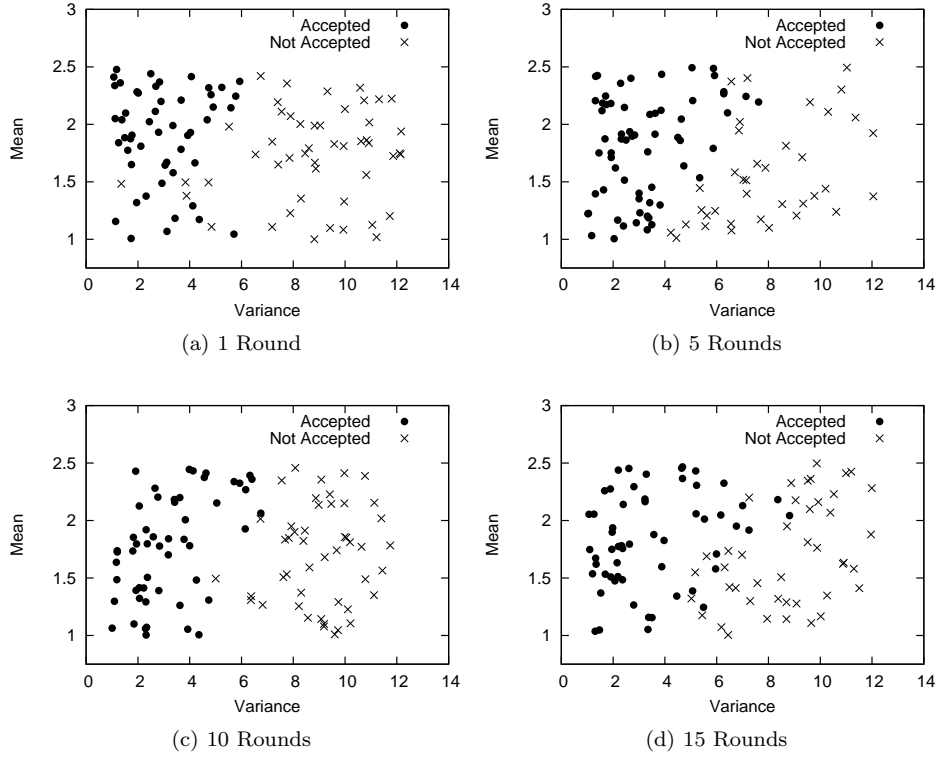 3
2.5
2
1.5
1
Mean
Accepted
Not Accepted
0 2 4 6 8 10 12 14
Variance
(a) 1 Round
3
2.5
2
1.5
1
Mean
Accepted
Not Accepted
0 2 4 6 8 10 12 14
Variance
(b) 5 Rounds
3
2.5
2
1.5
1
Mean
Accepted
Not Accepted
0 2 4 6 8 10 12 14
Variance
(c) 10 Rounds
3
2.5
2
1.5
1
Mean
Accepted
Not Accepted
0 2 4 6 8 10 12 14
Variance
(d) 15 Rounds